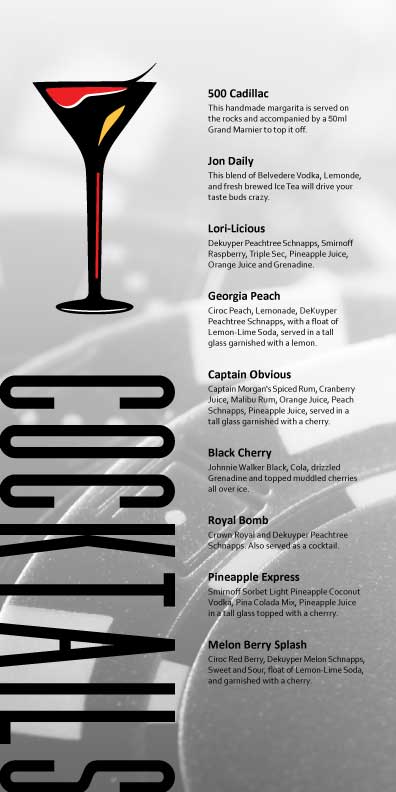 COCKTAILS
500 Cadillac
This handmade margarita is served on
the rocks and accompanied by a 50ml
Grand Marnier to top it off.
Jon Daily
This blend of Belvedere Vodka, Lemonde,
and fresh brewed Ice Tea will drive your
taste buds crazy.
Lori-Licious
Dekuyper Peachtree Schnapps, Smirnoff
Raspberry, Triple Sec, Pineapple Juice,
Orange Juice and Grenadine.
Georgia Peach
Ciroc Peach, Lemonade, DeKuyper
Peachtree Schnapps, with a float of
Lemon-Lime Soda, served in a tall
glass garnished with a lemon.
Captain Obvious
Captain Morgan's Spiced Rum, Cranberry
Juice, Malibu Rum, Orange Juice, Peach
Schnapps, Pineapple Juice, served in a
tall glass garnished with a cherry.
Black Cherry
Johnnie Walker Black, Cola, drizzled
Grenadine and topped muddled cherries
all over ice.
Royal Bomb
Crown Royal and Dekuyper Peachtree
Schnapps. Also served as a cocktail.
Pineapple Express
Smirnoff Sorbet Light Pineapple Coconut
Vodka, Pina Colada Mix, Pineapple Juice
in a tall glass topped with a cherrry.
Melon Berry Splash
Ciroc Red Berry, Dekuyper Melon Schnapps,
Sweet and Sour, float of Lemon-Lime Soda,
and garnished with a cherry.